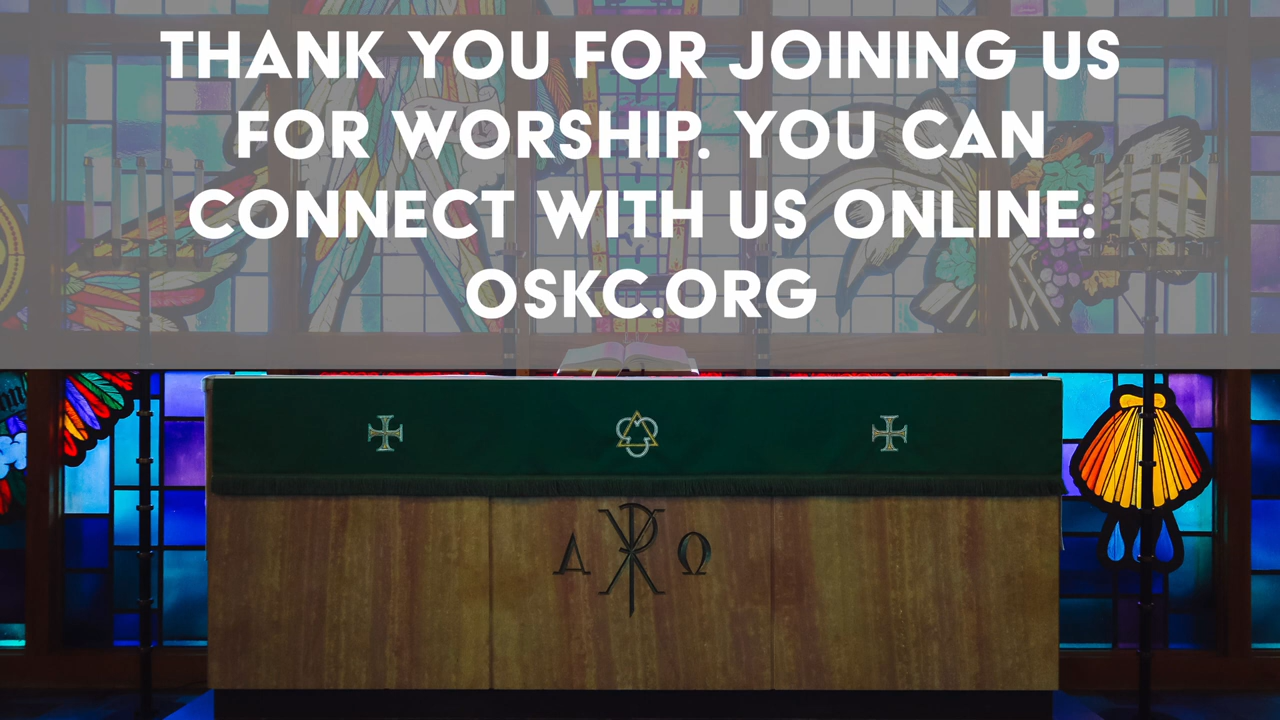 THANK YOU FOR JOINING US
FOR WORSHIP. YOU CAN
CONNECT WITH US ONLINE:
OSKC.ORG
Α ☧ Ω